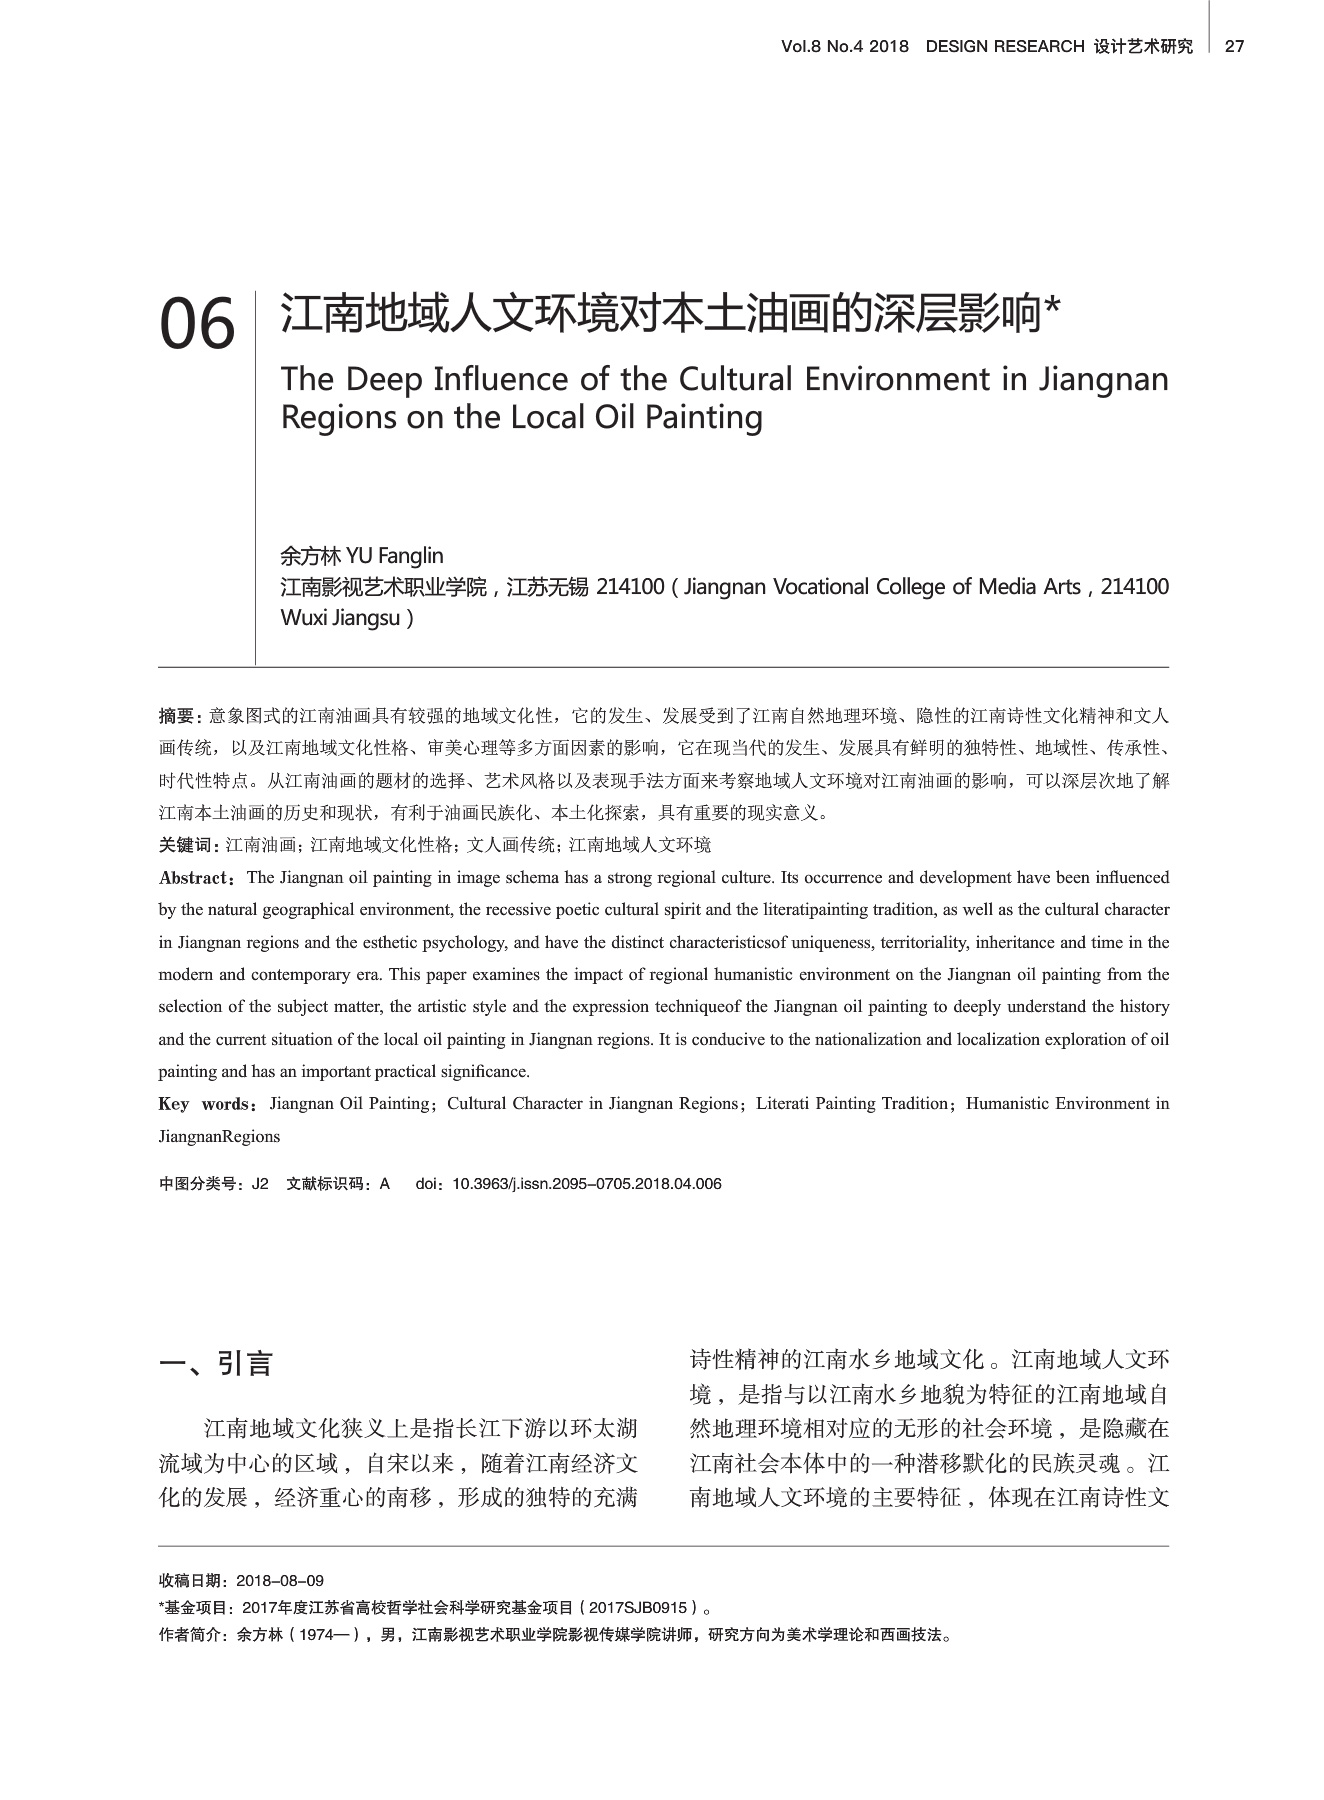 Vol.8 No.4 2018 DESIGN RESEARCH 设计艺术研究 27
06
江南地域人文环境对本土油画的深层影响*
The Deep Influence of the Cultural Environment in Jiangnan
Regions on the Local Oil Painting
余方林 YU Fanglin
江南影视艺术职业学院，江苏无锡 214100（Jiangnan Vocational College of Media Arts，214100
Wuxi Jiangsu）
摘要：意象图式的江南油画具有较强的地域文化性，它的发生、发展受到了江南自然地理环境、隐性的江南诗性文化精神和文人
画传统，以及江南地域文化性格、审美心理等多方面因素的影响，它在现当代的发生、发展具有鲜明的独特性、地域性、传承性、
时代性特点。从江南油画的题材的选择、艺术风格以及表现手法方面来考察地域人文环境对江南油画的影响，可以深层次地了解
江南本土油画的历史和现状，有利于油画民族化、本土化探索，具有重要的现实意义。
关键词：江南油画；江南地域文化性格；文人画传统；江南地域人文环境
Abstract：The Jiangnan oil painting in image schema has a strong regional culture. Its occurrence and development have been influenced
by the natural geographical environment, the recessive poetic cultural spirit and the literatipainting tradition, as well as the cultural character
in Jiangnan regions and the esthetic psychology, and have the distinct characteristicsof uniqueness, territoriality, inheritance and time in the
modern and contemporary era. This paper examines the impact of regional humanistic environment on the Jiangnan oil painting from the
selection of the subject matter, the artistic style and the expression techniqueof the Jiangnan oil painting to deeply understand the history
and the current situation of the local oil painting in Jiangnan regions. It is conducive to the nationalization and localization exploration of oil
painting and has an important practical significance.
Key words：Jiangnan Oil Painting；Cultural Character in Jiangnan Regions；Literati Painting Tradition；Humanistic Environment in
JiangnanRegions
中图分类号：J2 文献标识码：A doi：10.3963/j.issn.2095-0705.2018.04.006
一、引言
江南地域文化狭义上是指长江下游以环太湖
流域为中心的区域，自宋以来，随着江南经济文
化的发展，经济重心的南移，形成的独特的充满
诗性精神的江南水乡地域文化。江南地域人文环
境，是指与以江南水乡地貌为特征的江南地域自
然地理环境相对应的无形的社会环境，是隐藏在
江南社会本体中的一种潜移默化的民族灵魂。江
南地域人文环境的主要特征，体现在江南诗性文
收稿日期：2018-08-09
*基金项目：2017年度江苏省高校哲学社会科学研究基金项目（2017SJB0915）。
作者简介：余方林（1974—），男，江南影视艺术职业学院影视传媒学院讲师，研究方向为美术学理论和西画技法。